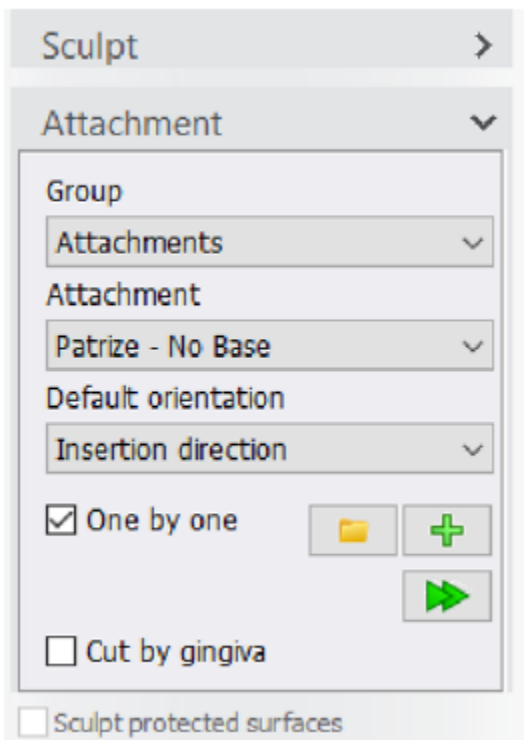 Sculpt
Attachment
Group
Attachments
Attachment
Patrize - No Base
Default orientation
Insertion direction
One by one
Cut by gingiva
Sculpt protected surfaces